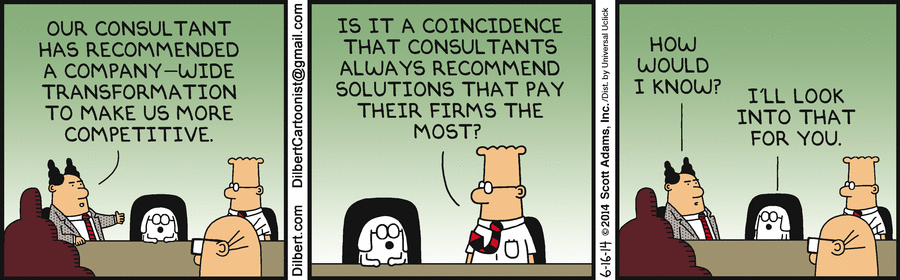 OUR CONSULTANT
HAS RECOMMENDED
A COMPANY-WIDE
TRANSFORMATION
TO MAKE US MORE
COMPETITIVE.
Dilbert.com DilbertCartoonist@gmail.com
IS IT A COINCIDENCE
THAT CONSULTANTS
ALWAYS RECOMMEND
SOLUTIONS THAT PAY
THEIR FIRMS THE
MOST?
6-16-14 ©2014 Scott Adams, Inc. /Dist. by Universal Uclick
HOW
WOULD
I KNOW?
I'LL LOOK
INTO THAT
FOR YOU.